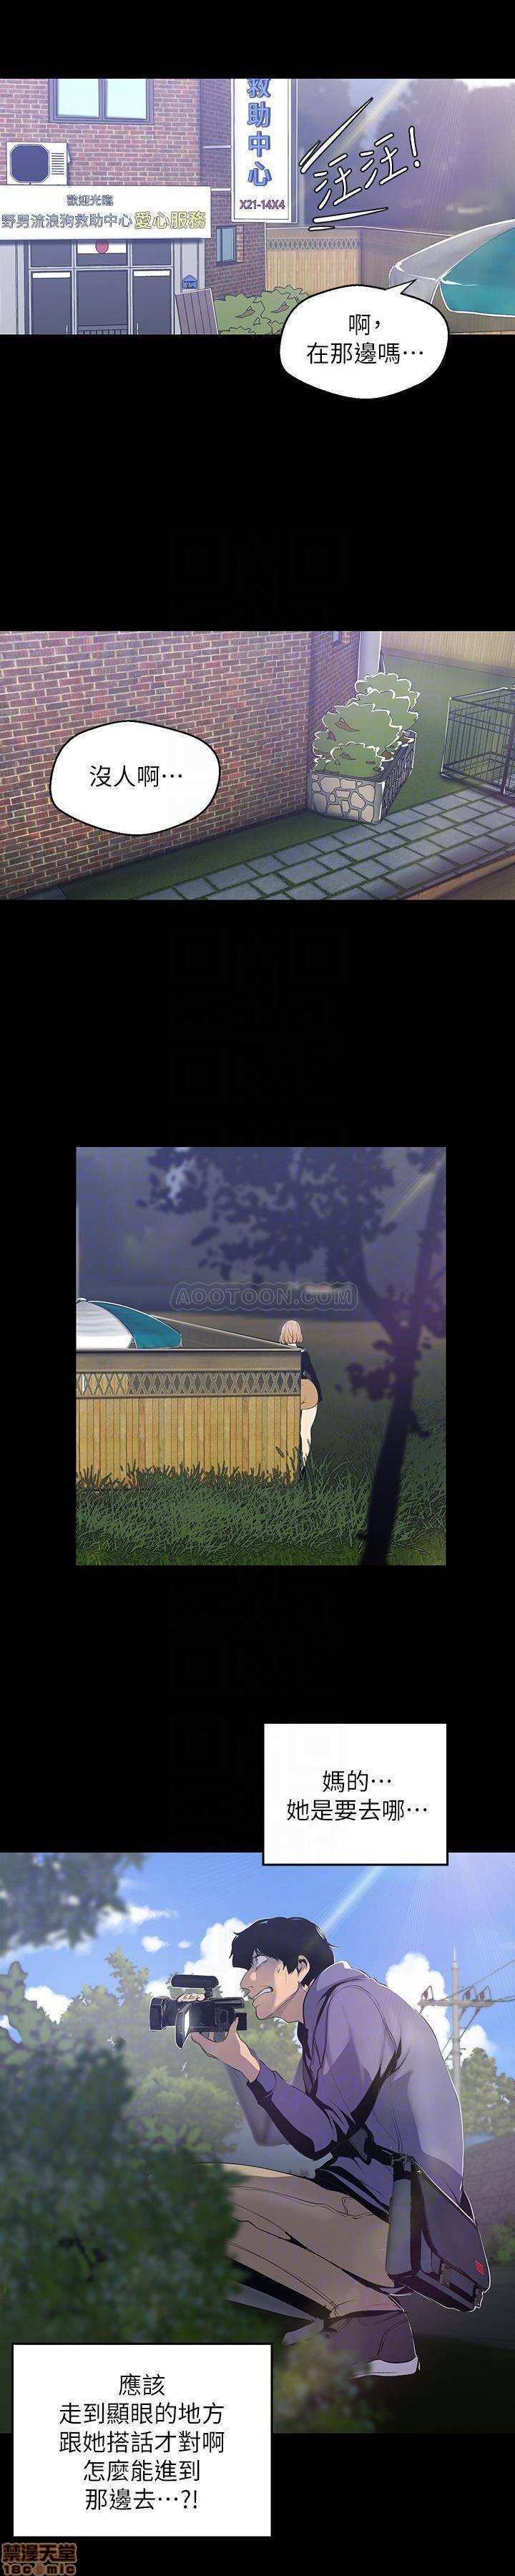 救助中心
X21-14X4
汪汪!
歡迎光臨
野男流浪狗救助中心 愛心服務
啊,
在那邊嗎…
沒人啊…
AOOTOON.COM
媽的…
她是要去哪…
應該
走到顯眼的地方
跟她搭話才對啊
怎麼能進到
那邊去…?!
禁漫天堂
18COMIC